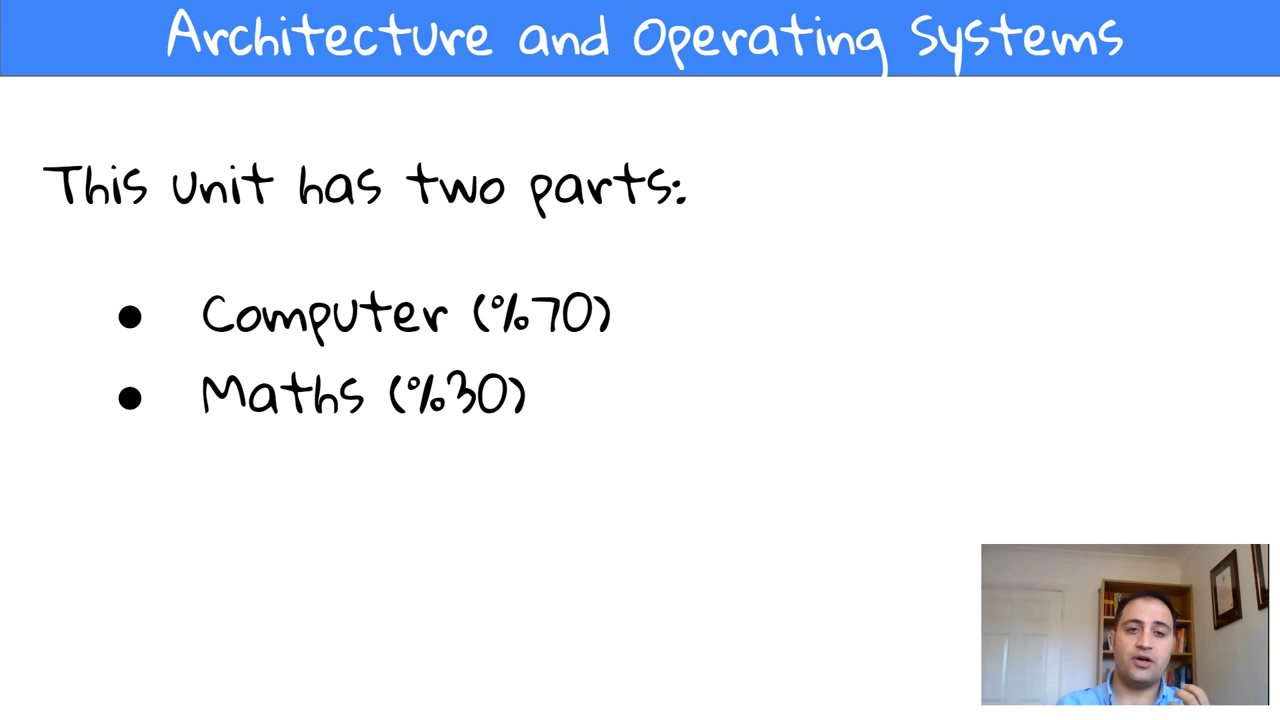 Architecture and Operating Systems
This unit has two parts:
● Computer (%70)
● Maths (%30)